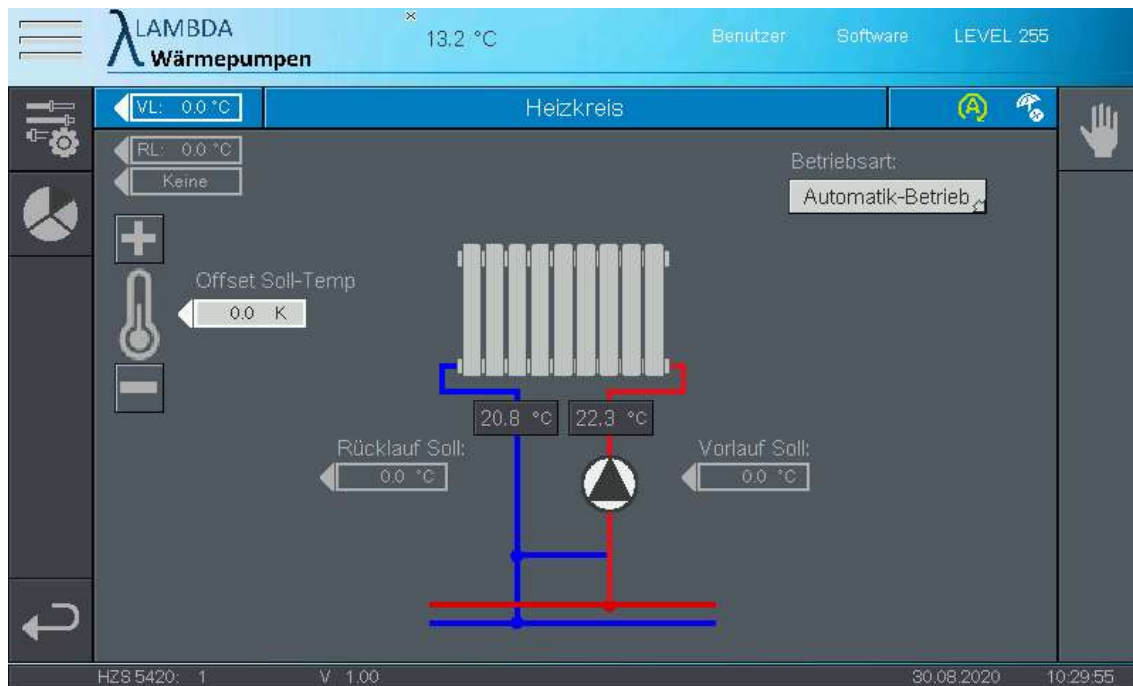 LAMBDA
Wärmepumpen
13.2 °C
Benutzer
Software
LEVEL 255
VL: 0.0 °C
Heizkreis
A
RL: 0.0 °C
Keine
Betriebsart:
Automatik-Betrieb
Offset Soll-Temp
0.0 K
20.8 °C
22.3 °C
Rücklauf Soll:
0.0 °C
Vorlauf Soll:
0.0 °C
HZS 5420: 1
V 1.00
30.08.2020
10:29:55